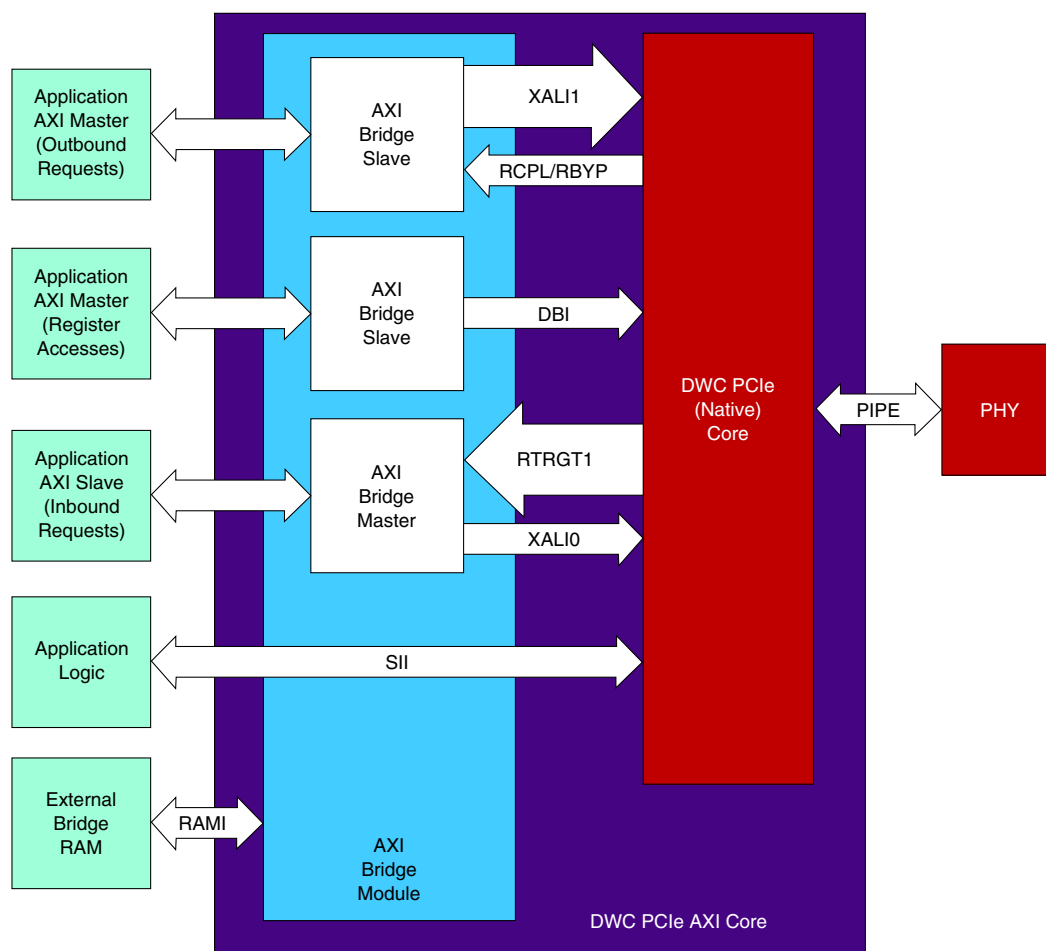 Application
AXI Master
(Outbound
Requests)
AXI
Bridge
Slave
XALI1
RCPL/RBYP
Application
AXI Master
(Register
Accesses)
AXI
Bridge
Slave
DBI
DWC PCIe
(Native)
Core
PIPE
PHY
Application
AXI Slave
(Inbound
Requests)
AXI
Bridge
Master
RTRGT1
XALI0
Application
Logic
SII
External
Bridge
RAM
RAMI
AXI
Bridge
Module
DWC PCIe AXI Core